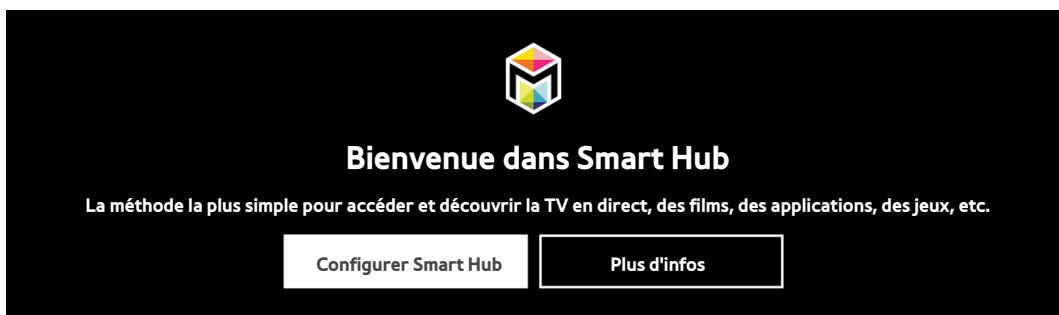 Bienvenue dans Smart Hub
La méthode la plus simple pour accéder et découvrir la TV en direct, des films, des applications, des jeux, etc.
Configurer Smart Hub
Plus d'infos